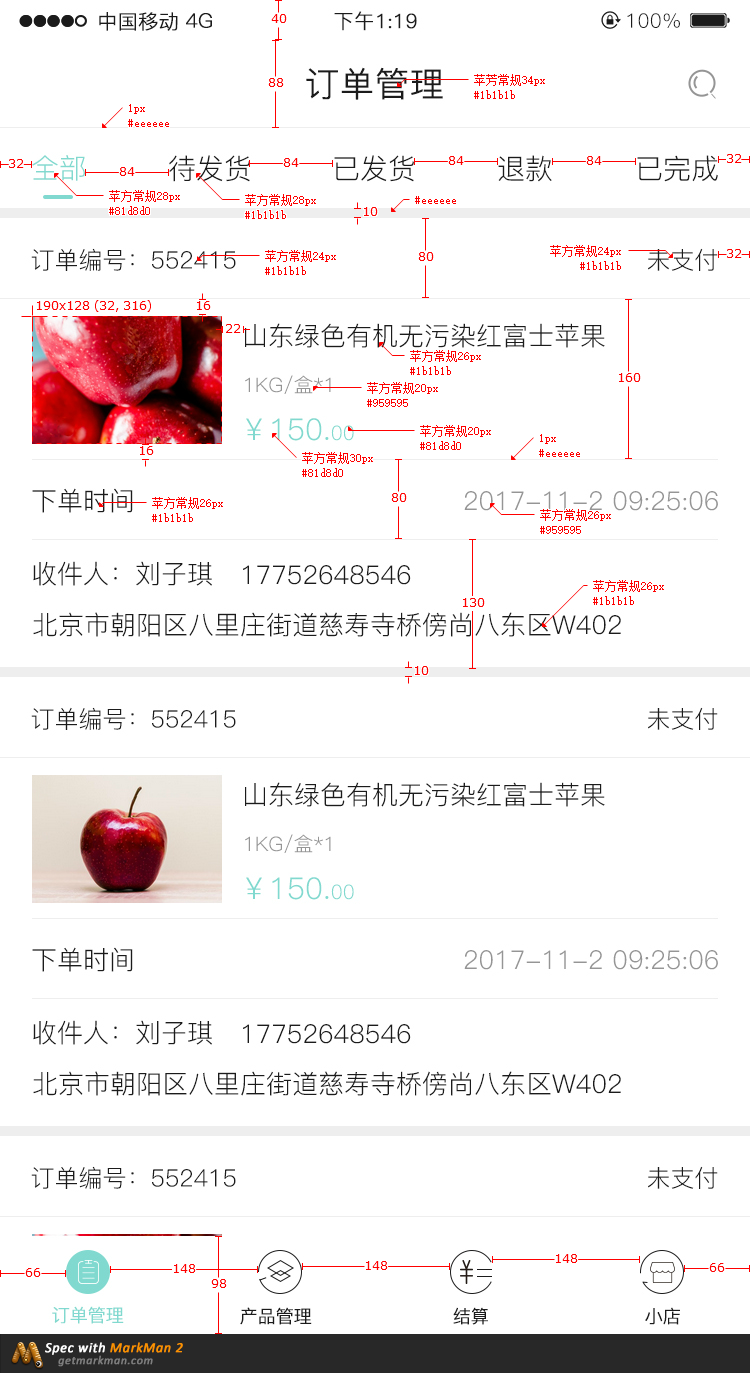 中国移动 4G 下午1:19 100%
40
88
订单管理
苹芳常规34px
#1b1b1b
1px
#eeeeee
32 全部 84 待发货 84 已发货 84 退款 84 已完成 32
苹方常规28px
#81d8d0
苹方常规28px
#1b1b1b
10
#eeeeee
订单编号：552415 未支付 32
苹方常规24px
#1b1b1b
80
苹方常规24px
#1b1b1b
190x128 (32, 316)
16
22
山东绿色有机无污染红富士苹果
苹方常规26px
#1b1b1b
160
1KG/盒*1
苹方常规20px
#959595
¥150.00
苹方常规20px
#81d8d0
1px
#eeeeee
16
苹方常规30px
#81d8d0
下单时间 2017-11-2 09:25:06
苹方常规26px
#1b1b1b
80
苹方常规26px
#959595
收件人：刘子琪 17752648546
苹方常规26px
#1b1b1b
130
北京市朝阳区八里庄街道慈寿寺桥傍尚八东区W402
10
订单编号：552415 未支付
山东绿色有机无污染红富士苹果
1KG/盒*1
¥150.00
下单时间 2017-11-2 09:25:06
收件人：刘子琪 17752648546
北京市朝阳区八里庄街道慈寿寺桥傍尚八东区W402
订单编号：552415 未支付
66 148 98 148 148 66
订单管理 产品管理 结算 小店
Spec with MarkMan 2
getmarkman.com